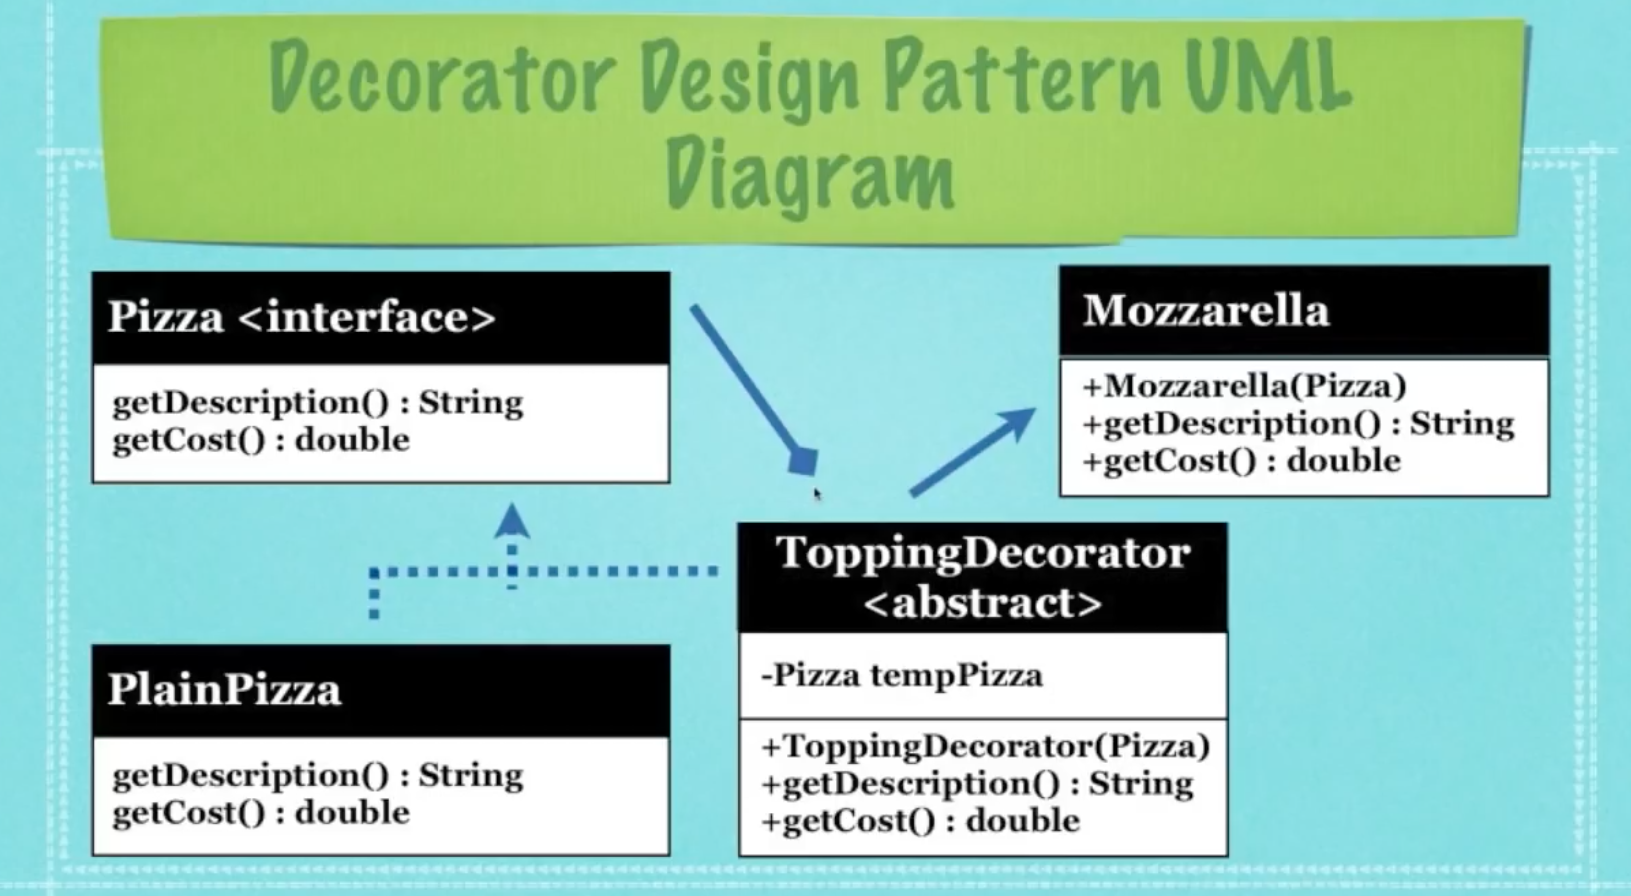 Decorator Design Pattern UML
Diagram
Pizza <interface>
getDescription() : String
getCost() : double
Mozzarella
+Mozzarella(Pizza)
+getDescription() : String
+getCost() : double
PlainPizza
getDescription() : String
getCost() : double
ToppingDecorator
<abstract>
-Pizza tempPizza
+ToppingDecorator(Pizza)
+getDescription() : String
+getCost() : double